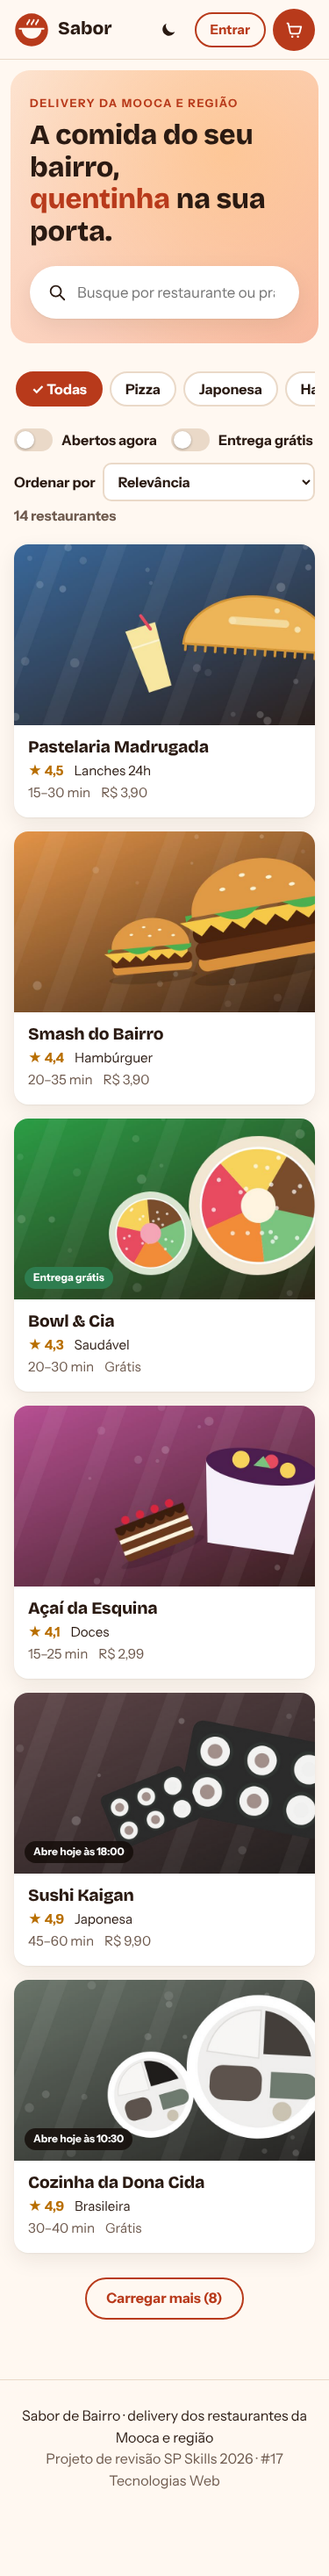 Sabor
Entrar
DELIVERY DA MOOCA E REGIÃO
A comida do seu
bairro,
quentinha na sua
porta.
Busque por restaurante ou pra
✓ Todas
Pizza
Japonesa
Ha
Abertos agora
Entrega grátis
Ordenar por
Relevância
14 restaurantes
Pastelaria Madrugada
★ 4,5 Lanches 24h
15–30 min R$ 3,90
Smash do Bairro
★ 4,4 Hambúrguer
20–35 min R$ 3,90
Entrega grátis
Bowl & Cia
★ 4,3 Saudável
20–30 min Grátis
Açaí da Esquina
★ 4,1 Doces
15–25 min R$ 2,99
Abre hoje às 18:00
Sushi Kaigan
★ 4,9 Japonesa
45–60 min R$ 9,90
Abre hoje às 10:30
Cozinha da Dona Cida
★ 4,9 Brasileira
30–40 min Grátis
Carregar mais (8)
Sabor de Bairro · delivery dos restaurantes da
Mooca e região
Projeto de revisão SP Skills 2026 · #17
Tecnologias Web